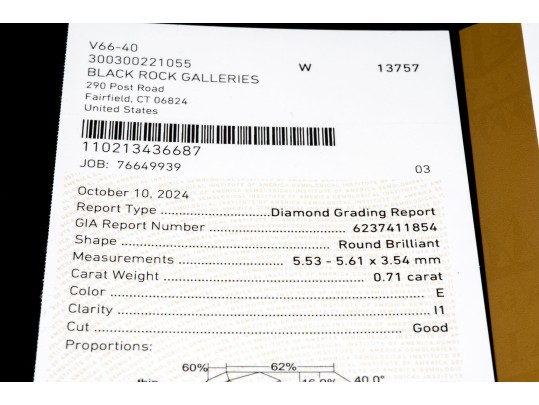 V66-40
300300221055 W 13757
BLACK ROCK GALLERIES
290 Post Road
Fairfield, CT 06824
United States
110213436687
JOB: 76649939 03
October 10, 2024
Report Type ........................... Diamond Grading Report
GIA Report Number ........................... 6237411854
Shape ........................... Round Brilliant
Measurements ........................... 5.53 - 5.61 x 3.54 mm
Carat Weight ........................... 0.71 carat
Color ........................... E
Clarity ........................... I1
Cut ........................... Good
Proportions:
60% 62%
40.0°